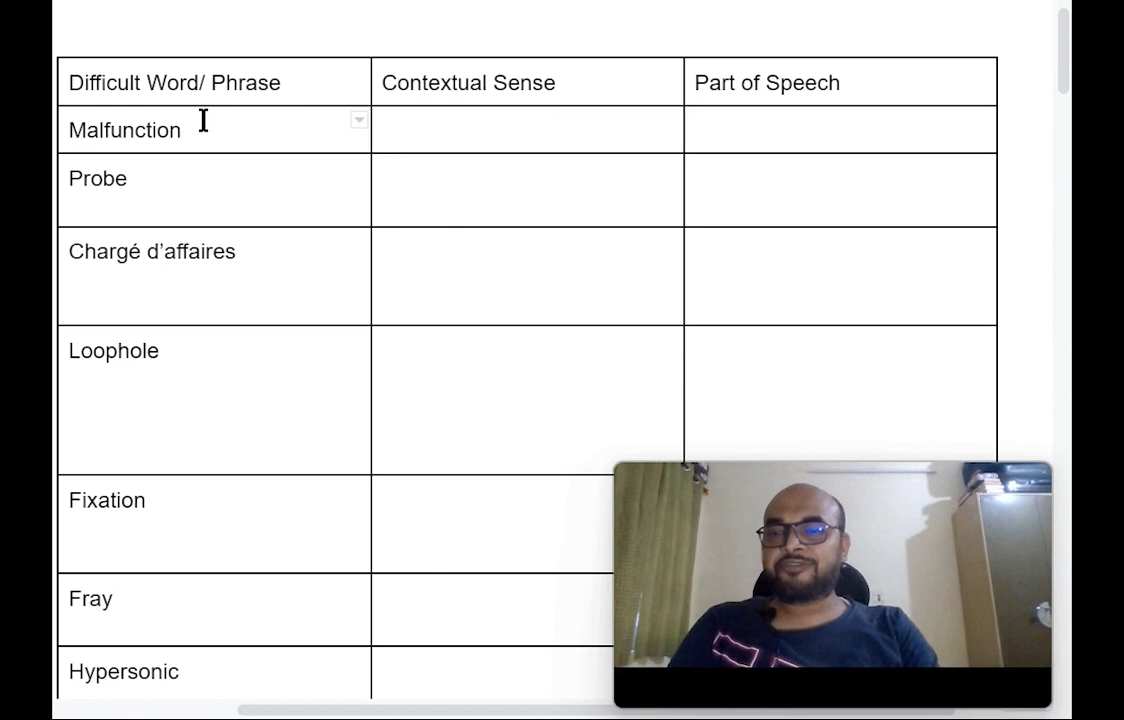 Difficult Word/ Phrase
Contextual Sense
Part of Speech
Malfunction
Probe
Chargé d’affaires
Loophole
Fixation
Fray
Hypersonic